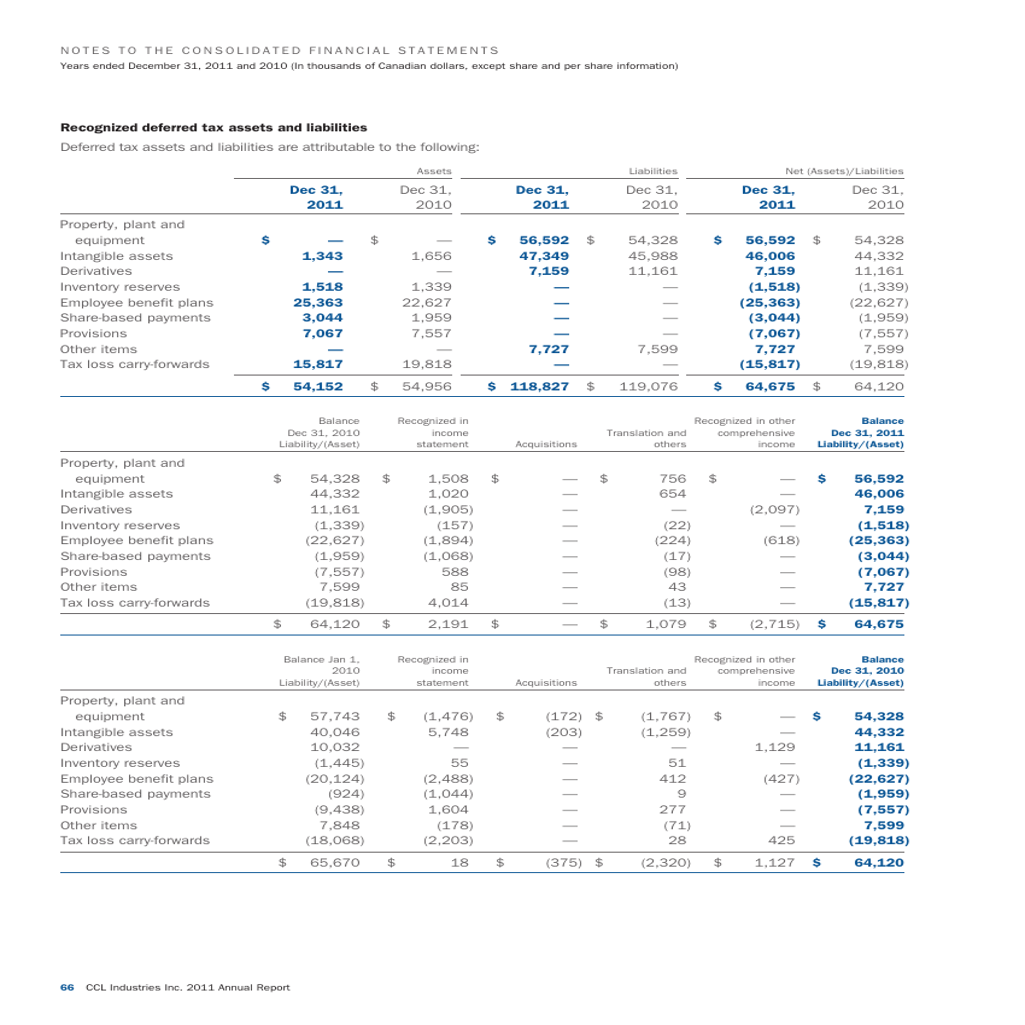 NOTES TO THE CONSOLIDATED FINANCIAL STATEMENTS
Years ended December 31, 2011 and 2010 (In thousands of Canadian dollars, except share and per share information)
Recognized deferred tax assets and liabilities
Deferred tax assets and liabilities are attributable to the following:
Assets Liabilities Net (Assets)/Liabilities
Dec 31, Dec 31, Dec 31, Dec 31, Dec 31, Dec 31,
2011 2010 2011 2010 2011 2010
Property, plant and
equipment $ — $ — $ 56,592 $ 54,328 $ 56,592 $ 54,328
Intangible assets 1,343 1,656 47,349 45,988 46,006 44,332
Derivatives — — 7,159 11,161 7,159 11,161
Inventory reserves 1,518 1,339 — — (1,518) (1,339)
Employee benefit plans 25,363 22,627 — — (25,363) (22,627)
Share-based payments 3,044 1,959 — — (3,044) (1,959)
Provisions 7,067 7,557 — — (7,067) (7,557)
Other items — — 7,727 7,599 7,727 7,599
Tax loss carry-forwards 15,817 19,818 — — (15,817) (19,818)
$ 54,152 $ 54,956 $ 118,827 $ 119,076 $ 64,675 $ 64,120
Balance Recognized in Recognized in other Balance
Dec 31, 2010 income Translation and comprehensive Dec 31, 2011
Liability/(Asset) statement Acquisitions others income Liability/(Asset)
Property, plant and
equipment $ 54,328 $ 1,508 $ — $ 756 $ — $ 56,592
Intangible assets 44,332 1,020 — 654 — 46,006
Derivatives 11,161 (1,905) — — (2,097) 7,159
Inventory reserves (1,339) (157) — (22) — (1,518)
Employee benefit plans (22,627) (1,894) — (224) (618) (25,363)
Share-based payments (1,959) (1,068) — (17) — (3,044)
Provisions (7,557) 588 — (98) — (7,067)
Other items 7,599 85 — 43 — 7,727
Tax loss carry-forwards (19,818) 4,014 — (13) — (15,817)
$ 64,120 $ 2,191 $ — $ 1,079 $ (2,715) $ 64,675
Balance Jan 1, Recognized in Recognized in other Balance
2010 income Translation and comprehensive Dec 31, 2010
Liability/(Asset) statement Acquisitions others income Liability/(Asset)
Property, plant and
equipment $ 57,743 $ (1,476) $ (172) $ (1,767) $ — $ 54,328
Intangible assets 40,046 5,748 (203) (1,259) — 44,332
Derivatives 10,032 — — — 1,129 11,161
Inventory reserves (1,445) 55 — 51 — (1,339)
Employee benefit plans (20,124) (2,488) — 412 (427) (22,627)
Share-based payments (924) (1,044) — 9 — (1,959)
Provisions (9,438) 1,604 — 277 — (7,557)
Other items 7,848 (178) — (71) — 7,599
Tax loss carry-forwards (18,068) (2,203) — 28 425 (19,818)
$ 65,670 $ 18 $ (375) $ (2,320) $ 1,127 $ 64,120
66 CCL Industries Inc. 2011 Annual Report